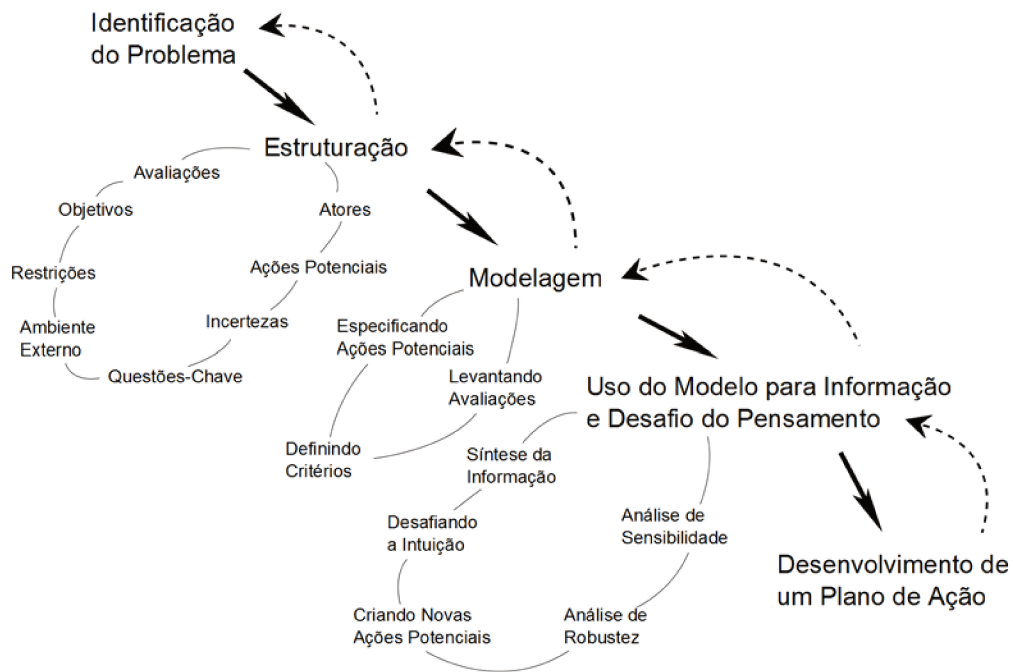 Identificação
do Problema
Estruturação
Avaliações
Objetivos
Atores
Restrições
Ações Potenciais
Ambiente
Externo
Incertezas
Questões-Chave
Modelagem
Especificando
Ações Potenciais
Levantando
Avaliações
Definindo
Critérios
Uso do Modelo para Informação
e Desafio do Pensamento
Síntese da
Informação
Desafiando
a Intuição
Análise de
Sensibilidade
Criando Novas
Ações Potenciais
Análise de
Robustez
Desenvolvimento de
um Plano de Ação